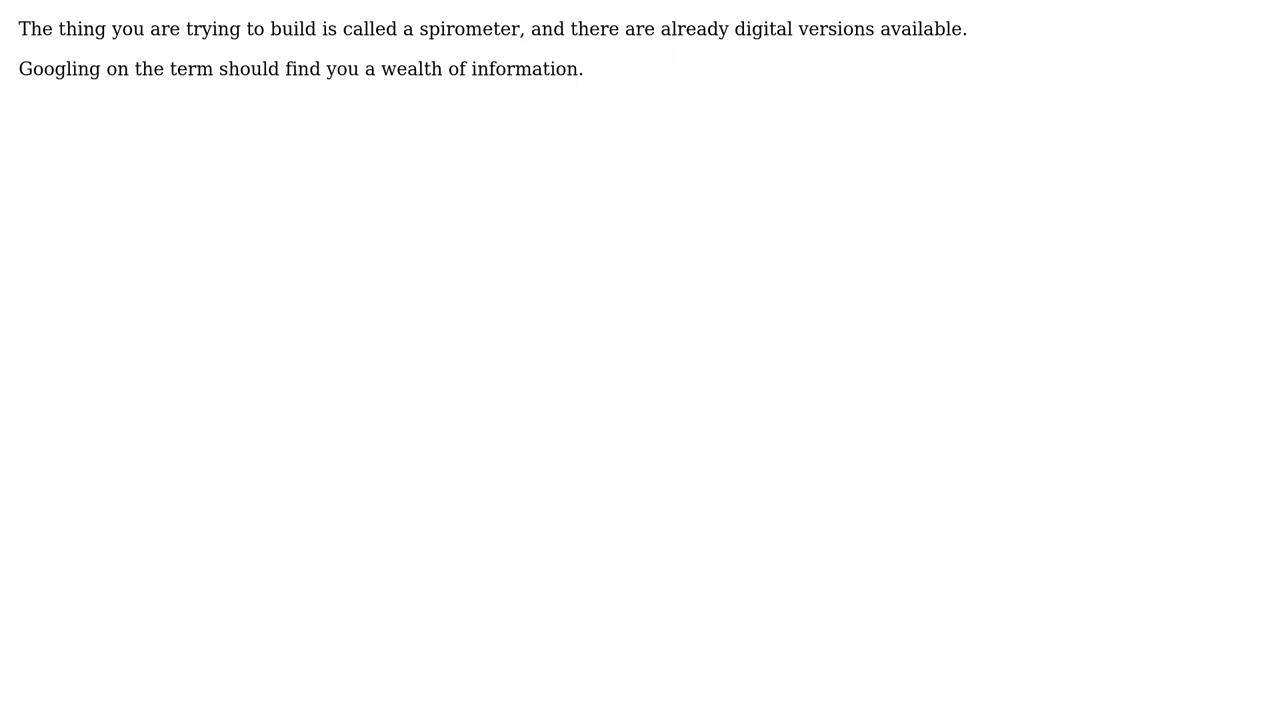 The thing you are trying to build is called a spirometer, and there are already digital versions available.
Googling on the term should find you a wealth of information.